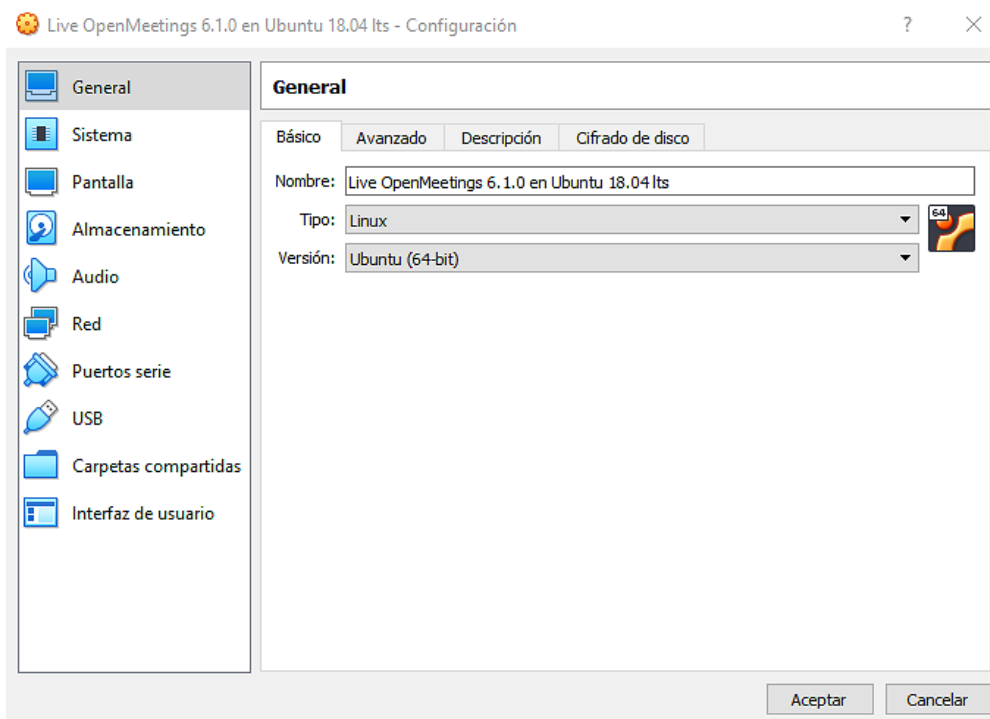 Live OpenMeetings 6.1.0 en Ubuntu 18.04 lts - Configuración
?
General
Sistema
Pantalla
Almacenamiento
Audio
Red
Puertos serie
USB
Carpetas compartidas
Interfaz de usuario
General
Básico Avanzado Descripción Cifrado de disco
Nombre: Live OpenMeetings 6.1.0 en Ubuntu 18.04 lts
Tipo: Linux
64
Versión: Ubuntu (64-bit)
Aceptar Cancelar